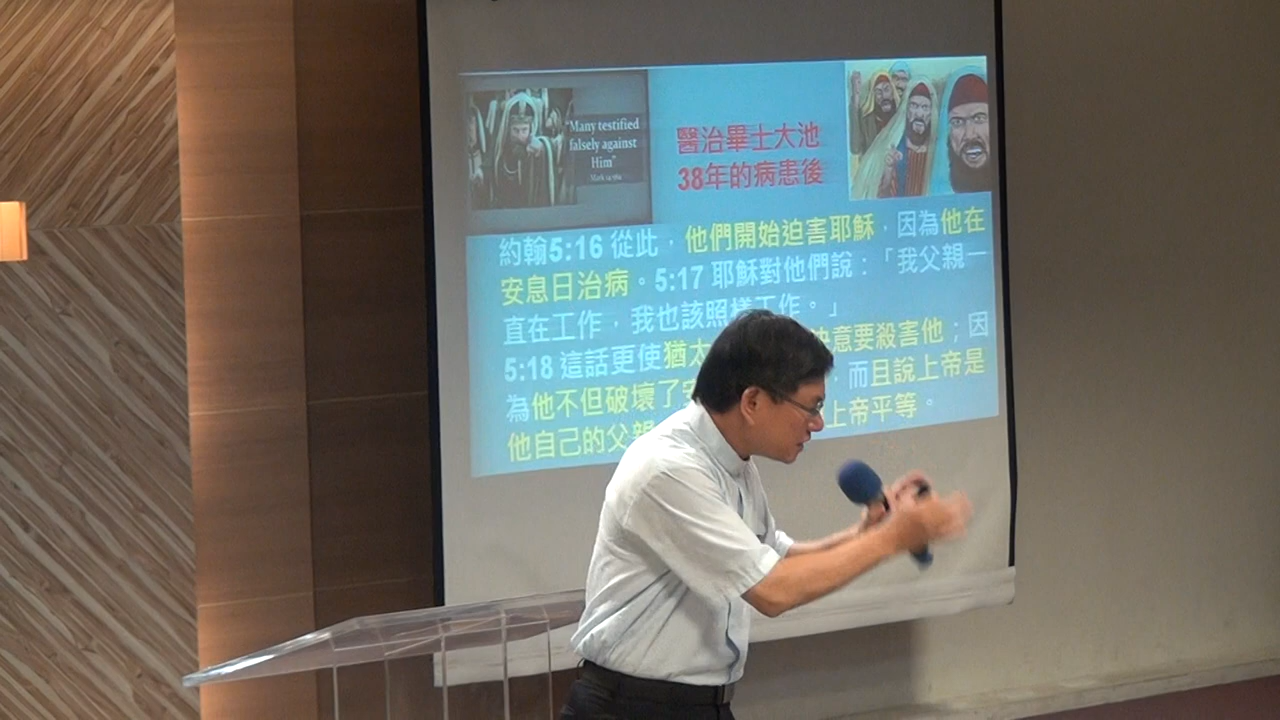 "Many testified
falsely against
Him"
醫治畢士大池
38年的病患後
約翰5:16 從此，他們開始迫害耶穌，因為他在
安息日治病。5:17 耶穌對他們說：「我父親一
直在工作，我也該照樣工作。」
5:18 這話更使猶太 意要殺害他；因
為他不但破壞了安 ，而且說上帝是
他自己的父親 上帝平等。